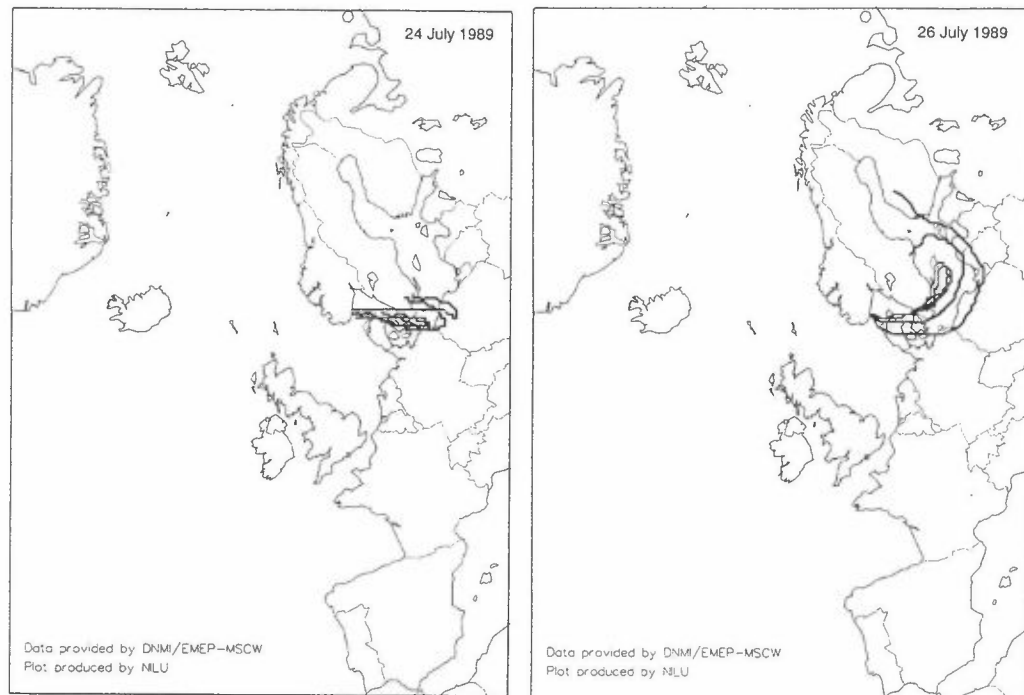 24 July 1989
Data provided by DNMI/EMEP-MSCW
Plot produced by NILU
26 July 1989
Data provided by DNMI/EMEP-MSCW
Plot produced by NILU